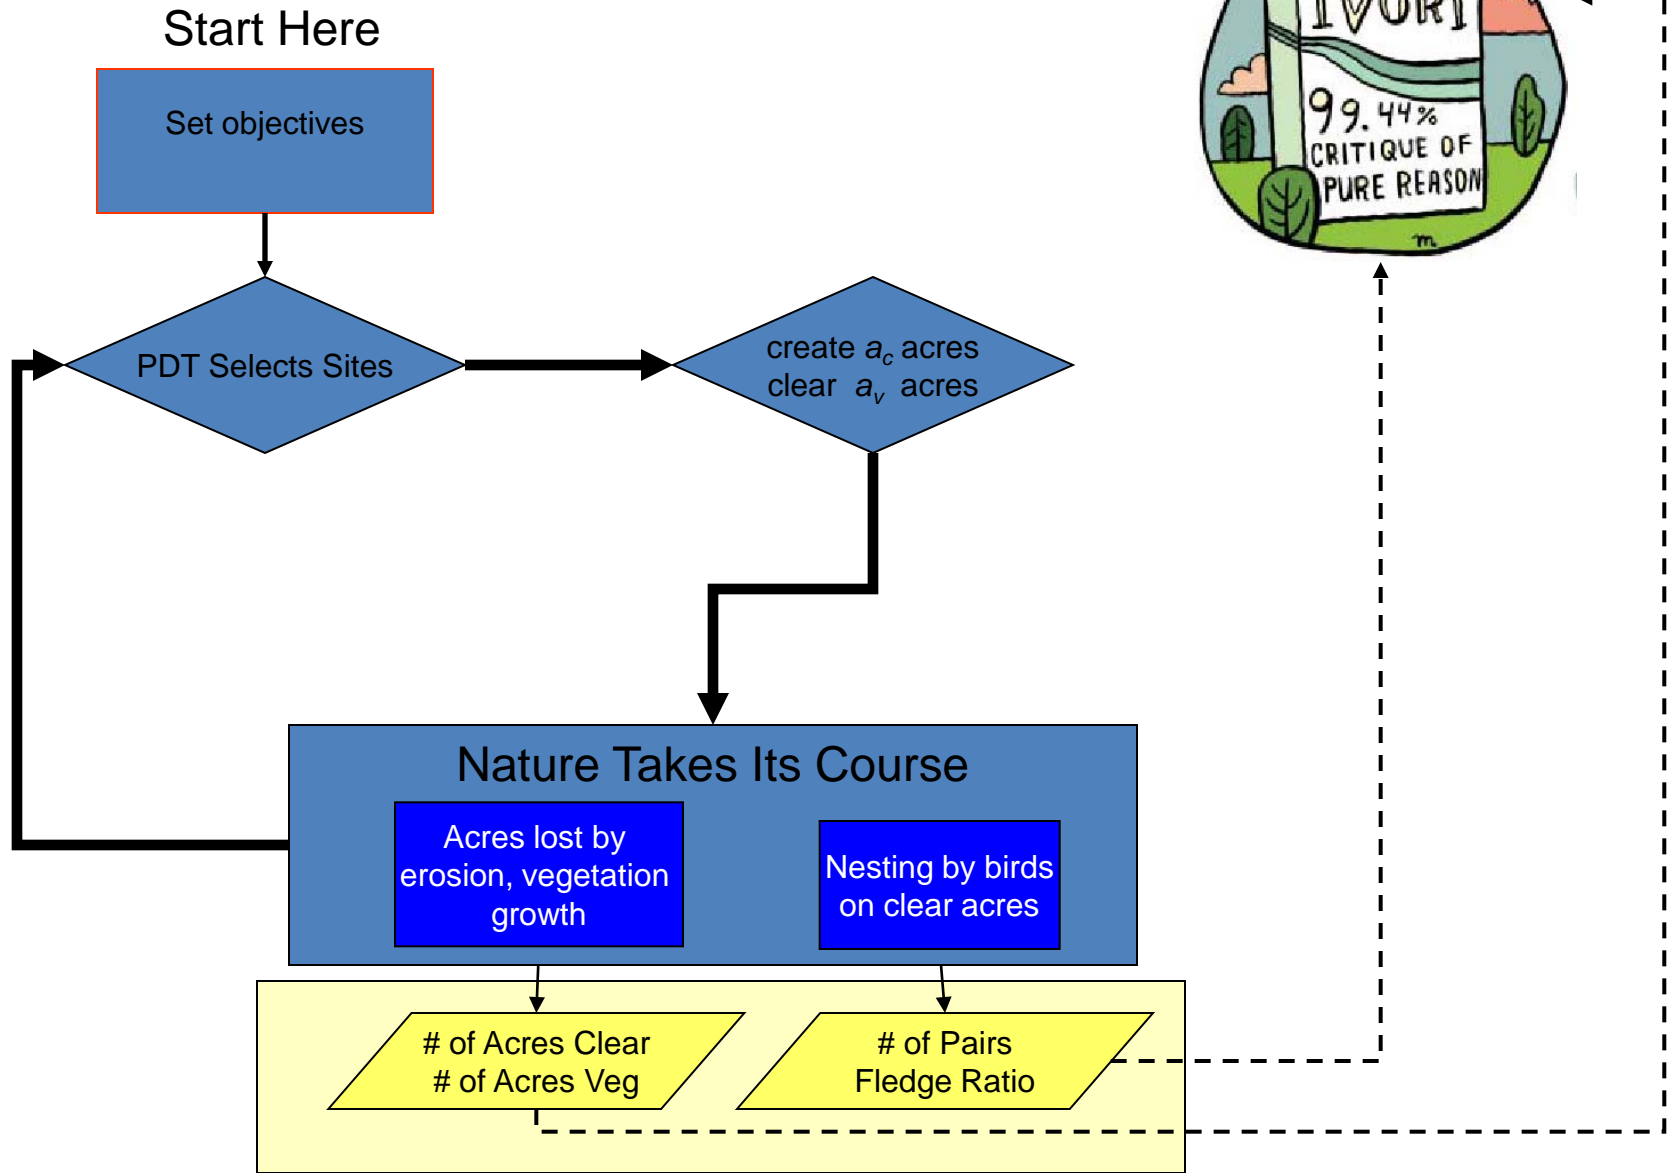 Start Here
Set objectives
IVORY
99.44%
CRITIQUE OF
PURE REASON
m
PDT Selects Sites
create a_c acres
clear a_v acres
Nature Takes Its Course
Acres lost by
erosion, vegetation
growth
Nesting by birds
on clear acres
# of Acres Clear
# of Acres Veg
# of Pairs
Fledge Ratio